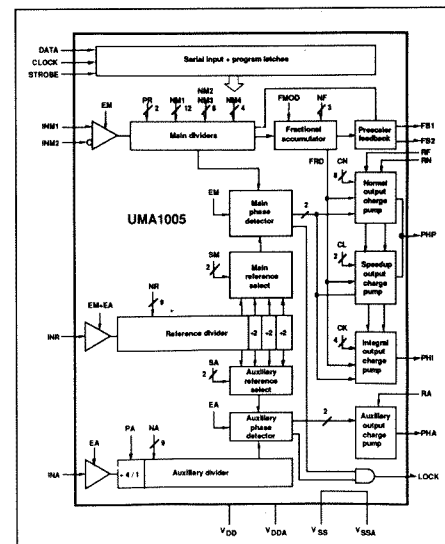 DATA
CLOCK
STROBE
Serial input + program latches
EM
PR
2
NM1
12
NM2
NM3
8
NM4
4
FMOD
NF
3
INM1
INM2
Main dividers
Fractional accumulator
Prescaler feedback
FB1
FB2
RF
RN
FRD
CN
8
Normal output charge pump
EM
Main phase detector
2
PHP
UMA1005
SM
2
Main reference select
CL
2
Speedup output charge pump
EM+EA
NR
9
INR
Reference divider
÷2
÷2
÷2
CK
4
Integral output charge pump
PHI
SA
2
Auxiliary reference select
RA
EA
Auxiliary phase detector
2
Auxiliary output charge pump
PHA
EA
PA
NA
9
INA
÷ 4 / 1
Auxiliary divider
LOCK
VDD
VDDA
VSS
VSSA